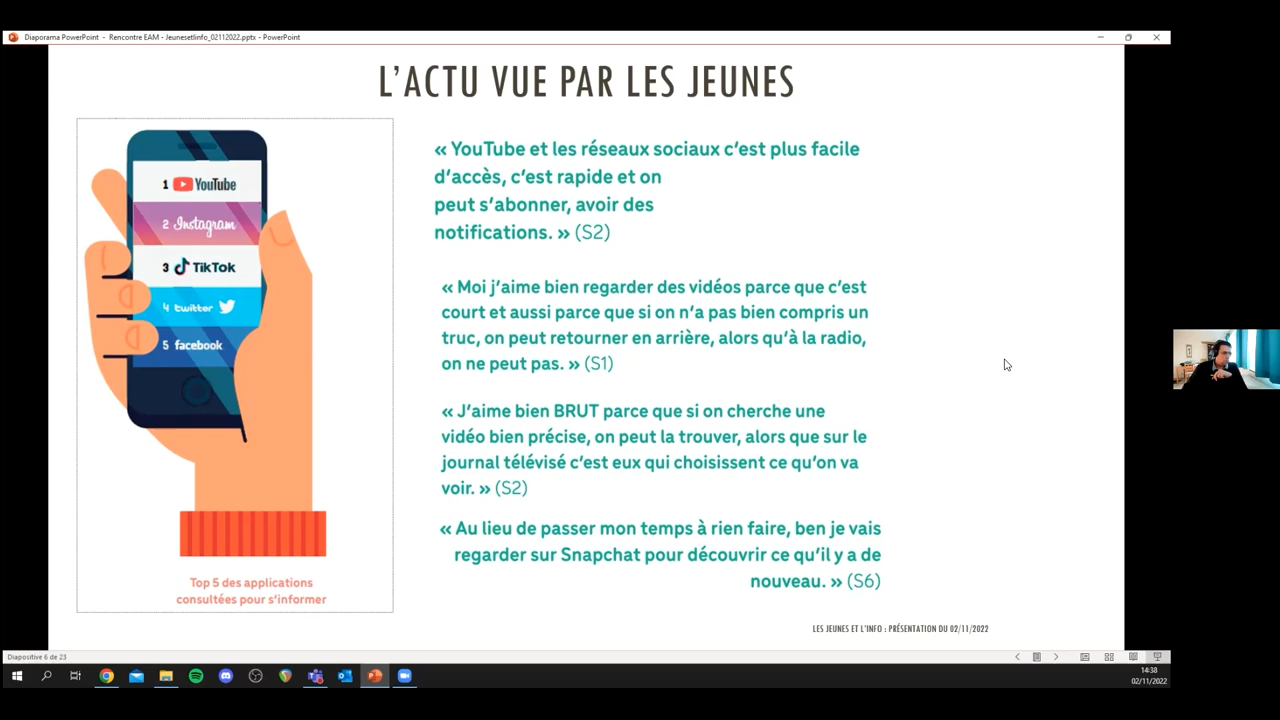 Diaporama PowerPoint - Rencontre EAM - Jeunesetlinfo_02112022.pptx - PowerPoint
L'ACTU VUE PAR LES JEUNES
1 YouTube
2 Instagram
3 TikTok
4 twitter
5 facebook
Top 5 des applications
consultées pour s'informer
« YouTube et les réseaux sociaux c'est plus facile
d'accès, c'est rapide et on
peut s'abonner, avoir des
notifications. » (S2)
« Moi j'aime bien regarder des vidéos parce que c'est
court et aussi parce que si on n'a pas bien compris un
truc, on peut retourner en arrière, alors qu'à la radio,
on ne peut pas. » (S1)
« J'aime bien BRUT parce que si on cherche une
vidéo bien précise, on peut la trouver, alors que sur le
journal télévisé c'est eux qui choisissent ce qu'on va
voir. » (S2)
« Au lieu de passer mon temps à rien faire, ben je vais
regarder sur Snapchat pour découvrir ce qu'il y a de
nouveau. » (S6)
LES JEUNES ET L'INFO : PRÉSENTATION DU 02/11/2022
Diapositive 6 de 23
14:38
02/11/2022